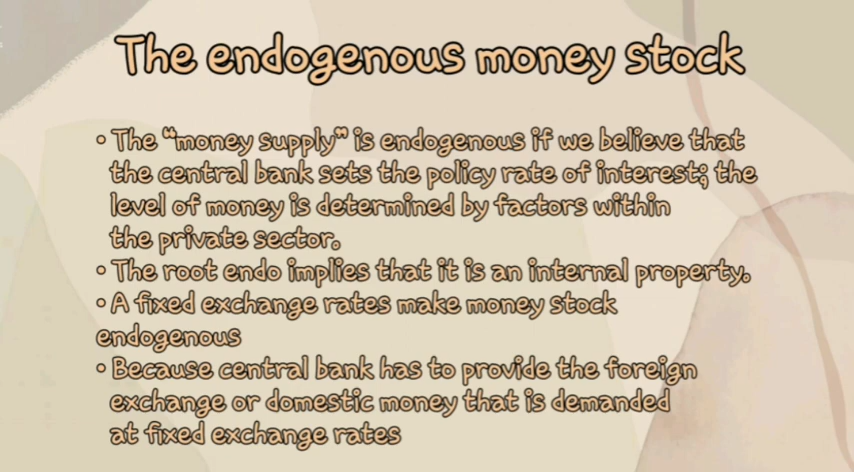 The endogenous money stock
• The “money supply” is endogenous if we believe that
the central bank sets the policy rate of interest; the
level of money is determined by factors within
the private sector.
• The root endo implies that it is an internal property.
• A fixed exchange rates make money stock
endogenous
• Because central bank has to provide the foreign
exchange or domestic money that is demanded
at fixed exchange rates